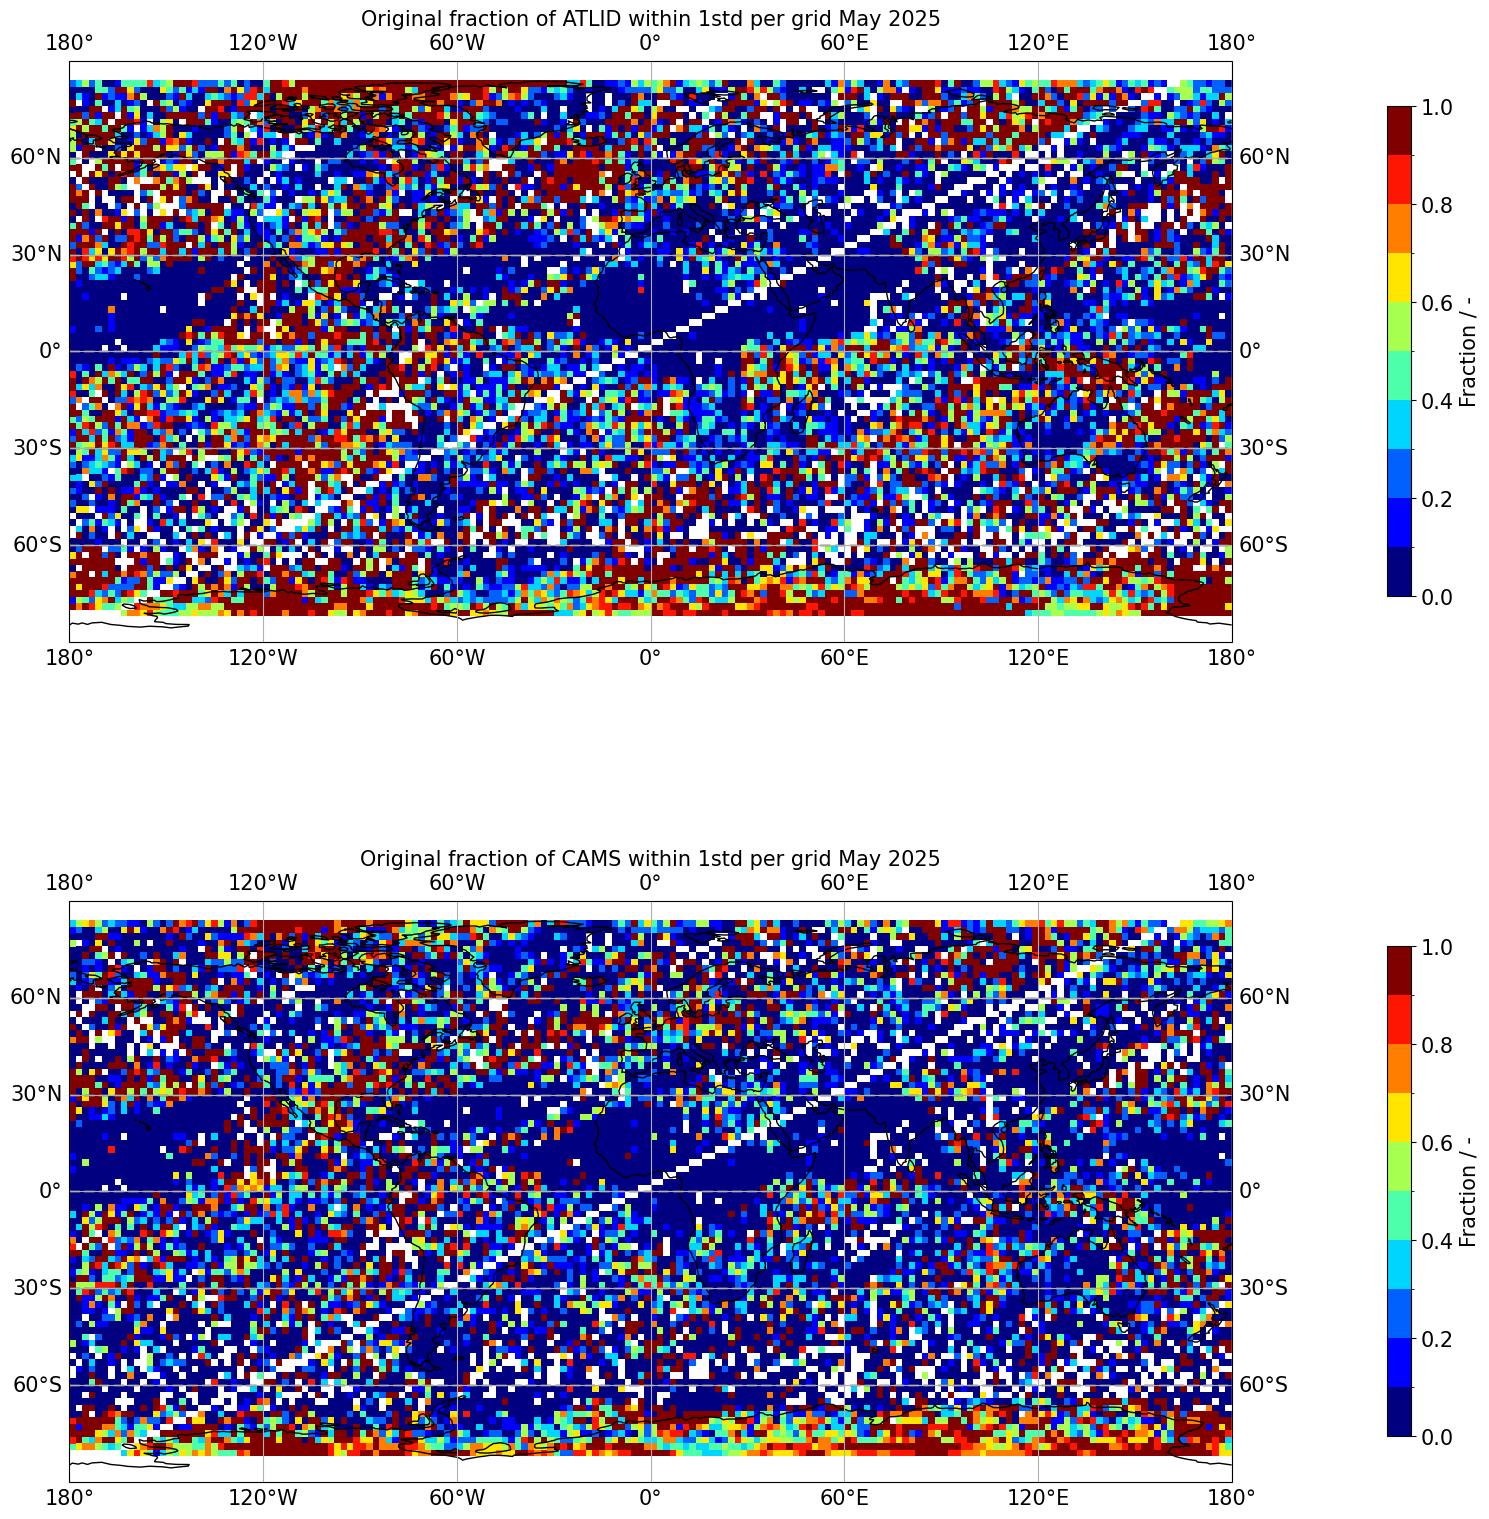 Original fraction of ATLID within 1std per grid May 2025
180° 120°W 60°W 0° 60°E 120°E 180°
60°N 60°N
30°N 30°N
0° 0°
30°S 30°S
60°S 60°S
180° 120°W 60°W 0° 60°E 120°E 180°
1.0
0.8
0.6
0.4
0.2
0.0
Fraction / -
Original fraction of CAMS within 1std per grid May 2025
180° 120°W 60°W 0° 60°E 120°E 180°
60°N 60°N
30°N 30°N
0° 0°
30°S 30°S
60°S 60°S
180° 120°W 60°W 0° 60°E 120°E 180°
1.0
0.8
0.6
0.4
0.2
0.0
Fraction / -